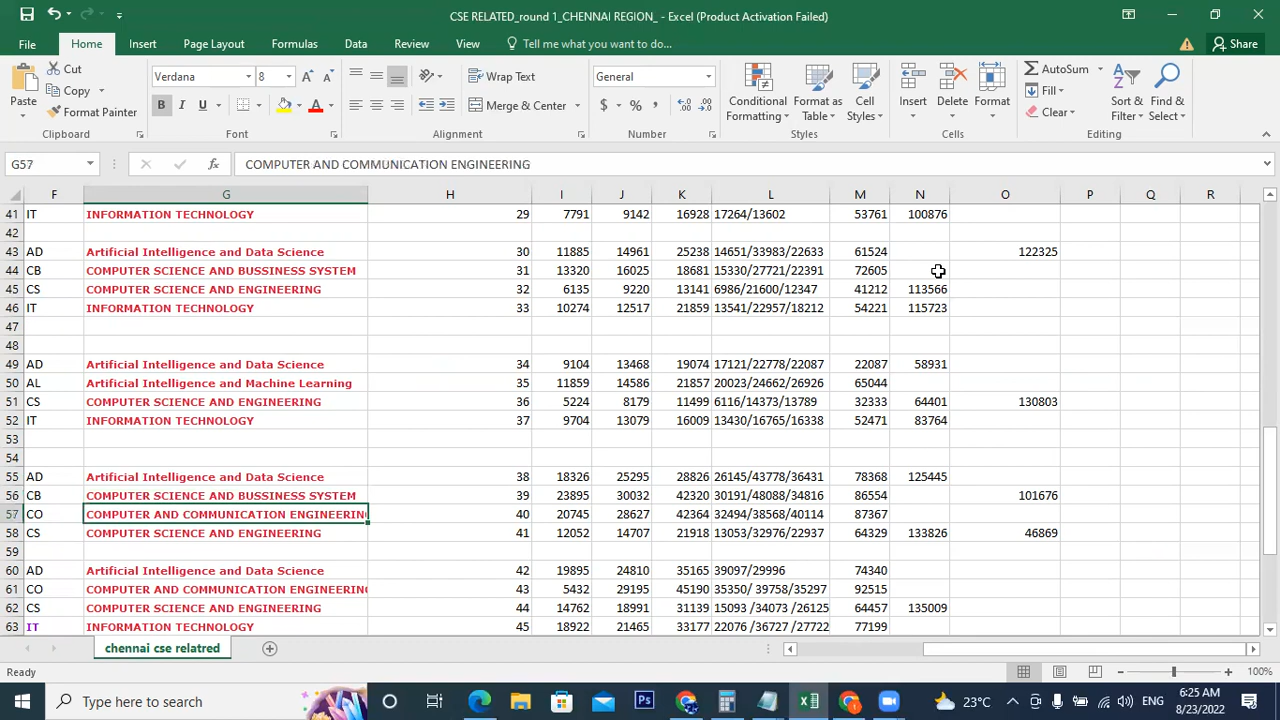 CSE RELATED_round 1_CHENNAI REGION_ - Excel (Product Activation Failed)
File Home Insert Page Layout Formulas Data Review View Tell me what you want to do... Share
Paste Cut Copy Format Painter Clipboard
Verdana 8 B I U A Font
ab Wrap Text Merge & Center Alignment
General $ % , Number
Conditional Formatting Format as Table Cell Styles Styles
Insert Delete Format Cells
AutoSum Fill Clear Sort & Filter Find & Select Editing
G57 fx COMPUTER AND COMMUNICATION ENGINEERING
F G H I J K L M N O P Q R
41 IT INFORMATION TECHNOLOGY 29 7791 9142 16928 17264/13602 53761 100876
42
43 AD Artificial Intelligence and Data Science 30 11885 14961 25238 14651/33983/22633 61524 122325
44 CB COMPUTER SCIENCE AND BUSSINESS SYSTEM 31 13320 16025 18681 15330/27721/22391 72605
45 CS COMPUTER SCIENCE AND ENGINEERING 32 6135 9220 13141 6986/21600/12347 41212 113566
46 IT INFORMATION TECHNOLOGY 33 10274 12517 21859 13541/22957/18212 54221 115723
47
48
49 AD Artificial Intelligence and Data Science 34 9104 13468 19074 17121/22778/22087 22087 58931
50 AL Artificial Intelligence and Machine Learning 35 11859 14586 21857 20023/24662/26926 65044
51 CS COMPUTER SCIENCE AND ENGINEERING 36 5224 8179 11499 6116/14373/13789 32333 64401 130803
52 IT INFORMATION TECHNOLOGY 37 9704 13079 16009 13430/16765/16338 52471 83764
53
54
55 AD Artificial Intelligence and Data Science 38 18326 25295 28826 26145/43778/36431 78368 125445
56 CB COMPUTER SCIENCE AND BUSSINESS SYSTEM 39 23895 30032 42320 30191/48088/34816 86554 101676
57 CO COMPUTER AND COMMUNICATION ENGINEERIN 40 20745 28627 42364 32494/38568/40114 87367
58 CS COMPUTER SCIENCE AND ENGINEERING 41 12052 14707 21918 13053/32976/22937 64329 133826 46869
59
60 AD Artificial Intelligence and Data Science 42 19895 24810 35165 39097/29996 74340
61 CO COMPUTER AND COMMUNICATION ENGINEERING 43 5432 29195 45190 35350/ 39758/35297 92515
62 CS COMPUTER SCIENCE AND ENGINEERING 44 14762 18991 31139 15093 /34073 /26125 64457 135009
63 IT INFORMATION TECHNOLOGY 45 18922 21465 33177 22076 /36727 /27722 77199
chennai cse relatred
Ready 100%
Type here to search 23°C ENG 6:25 AM
8/23/2022